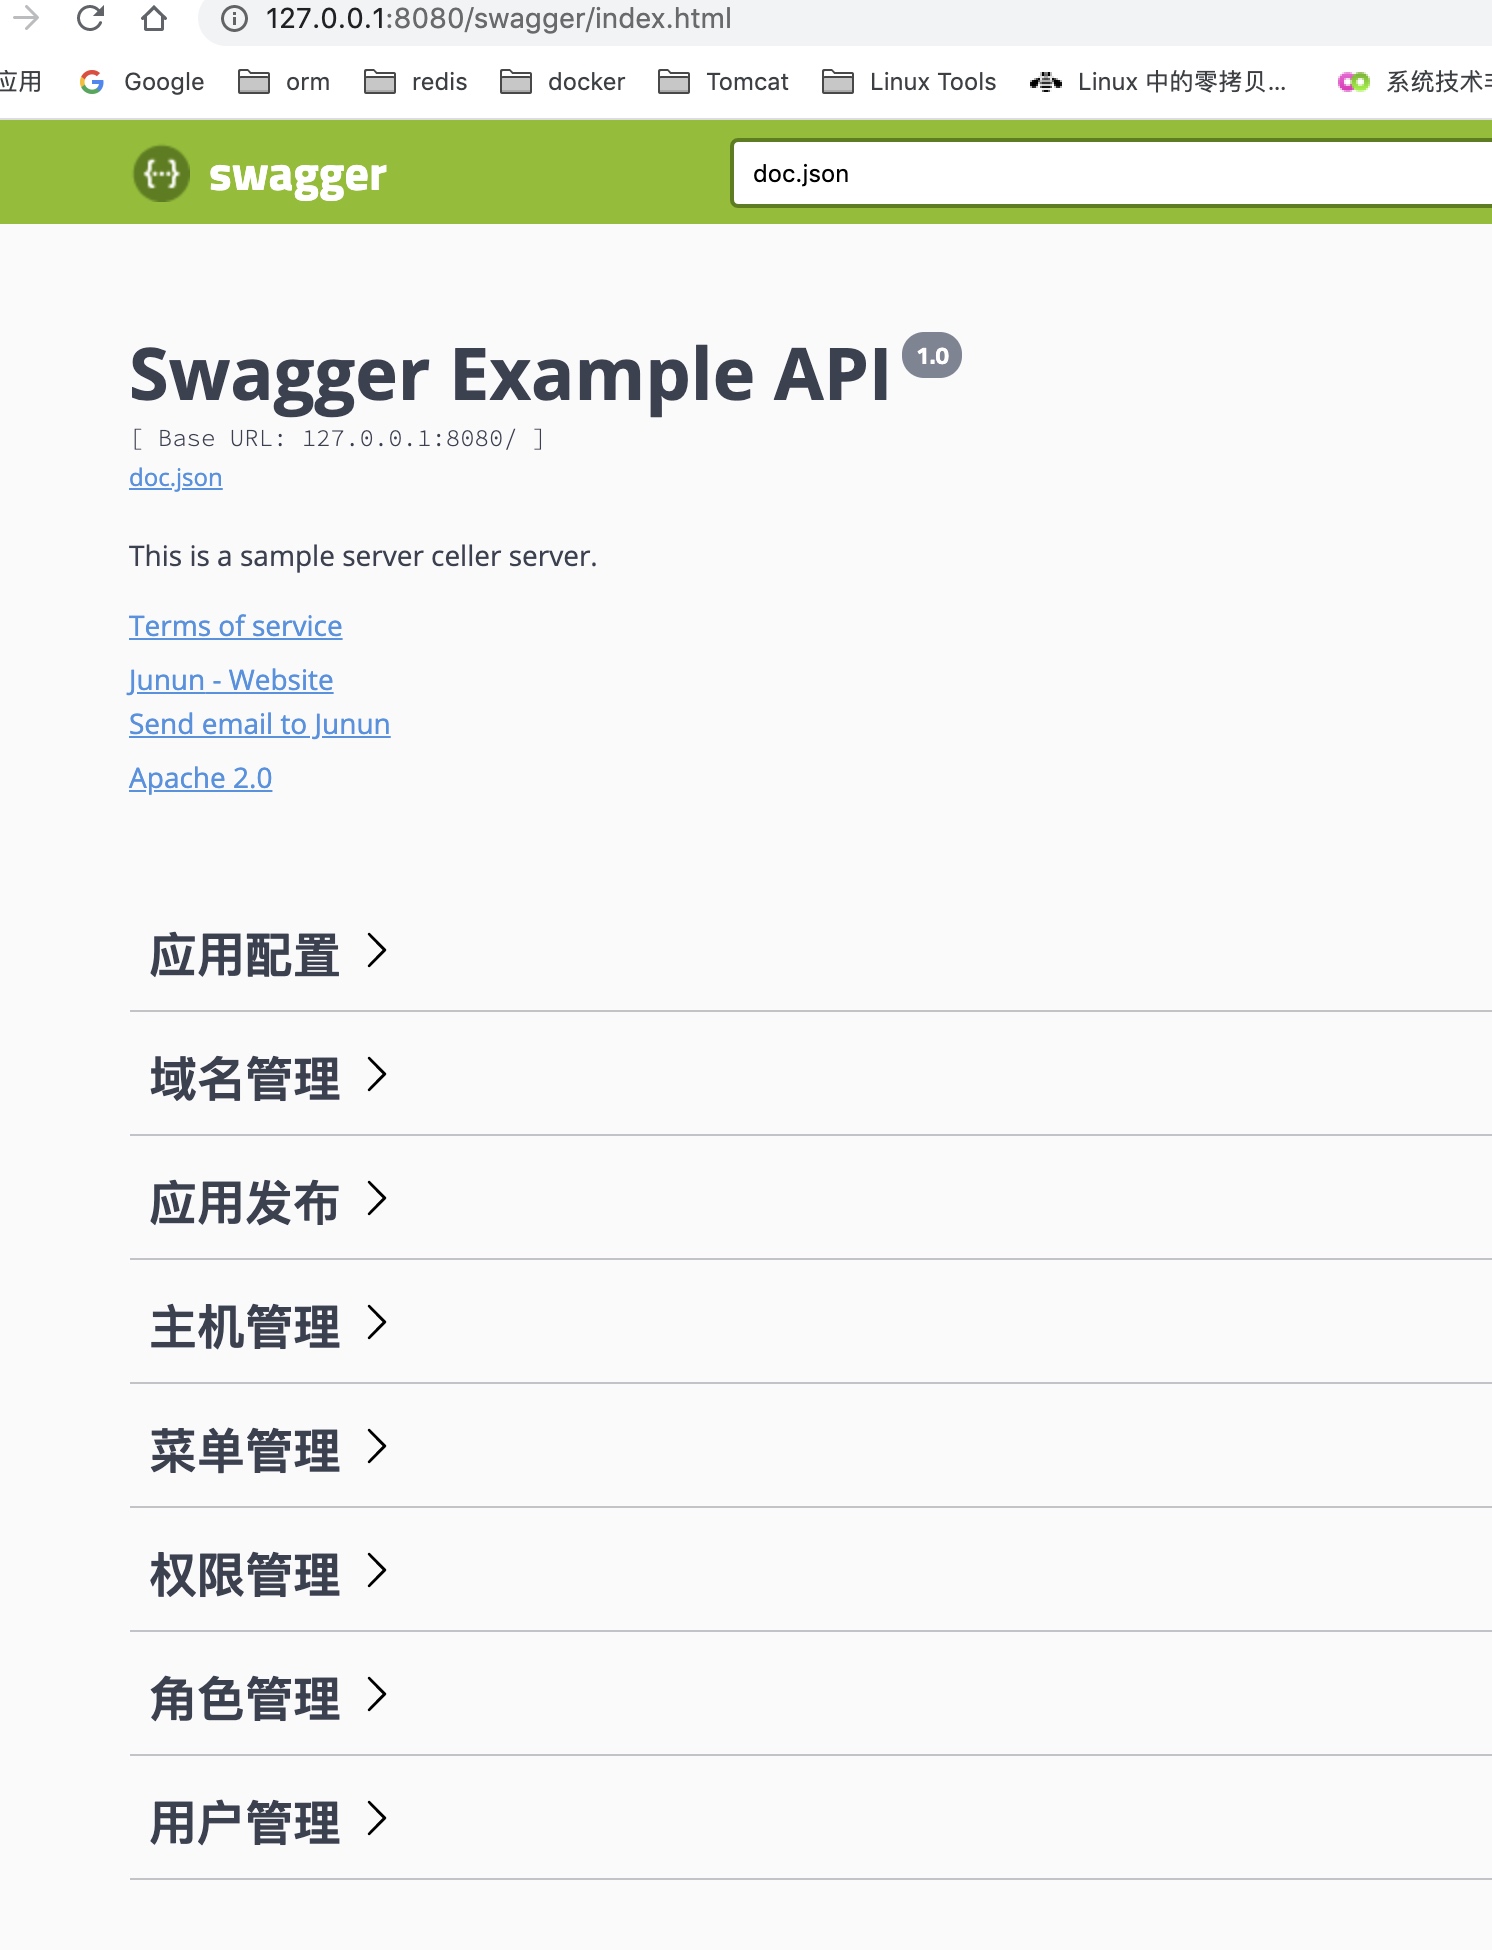 127.0.0.1:8080/swagger/index.html
应用 Google orm redis docker Tomcat Linux Tools Linux 中的零拷贝... 系统技术
swagger doc.json
Swagger Example API 1.0
[ Base URL: 127.0.0.1:8080/ ]
doc.json
This is a sample server celler server.
Terms of service
Junun - Website
Send email to Junun
Apache 2.0
应用配置
域名管理
应用发布
主机管理
菜单管理
权限管理
角色管理
用户管理